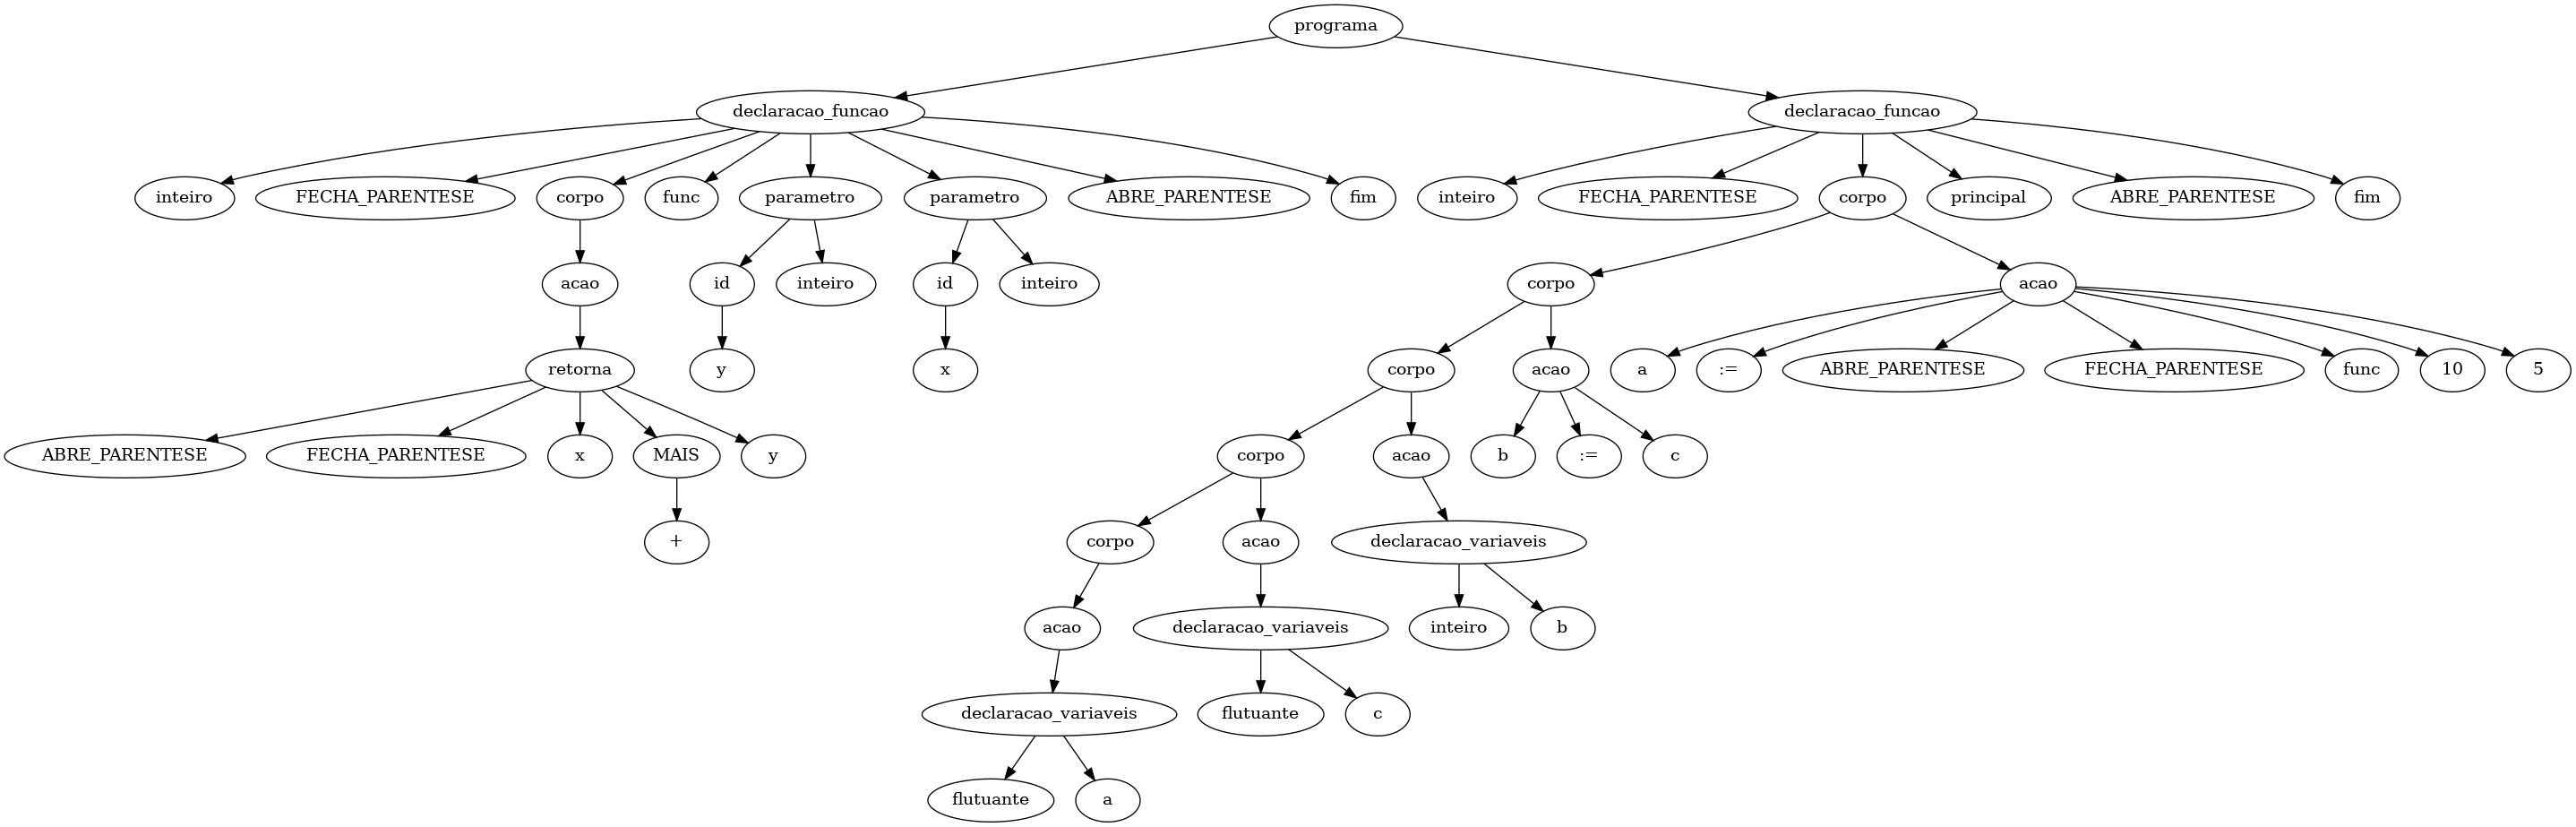 programa
declaracao_funcao declaracao_funcao
inteiro FECHA_PARENTESE corpo func parametro parametro ABRE_PARENTESE fim inteiro FECHA_PARENTESE corpo principal ABRE_PARENTESE fim
acao id inteiro id inteiro corpo acao
retorna y x corpo acao a := ABRE_PARENTESE FECHA_PARENTESE func 10 5
ABRE_PARENTESE FECHA_PARENTESE x MAIS y corpo acao b := c
+ corpo acao declaracao_variaveis
acao declaracao_variaveis inteiro b
declaracao_variaveis flutuante c
flutuante a